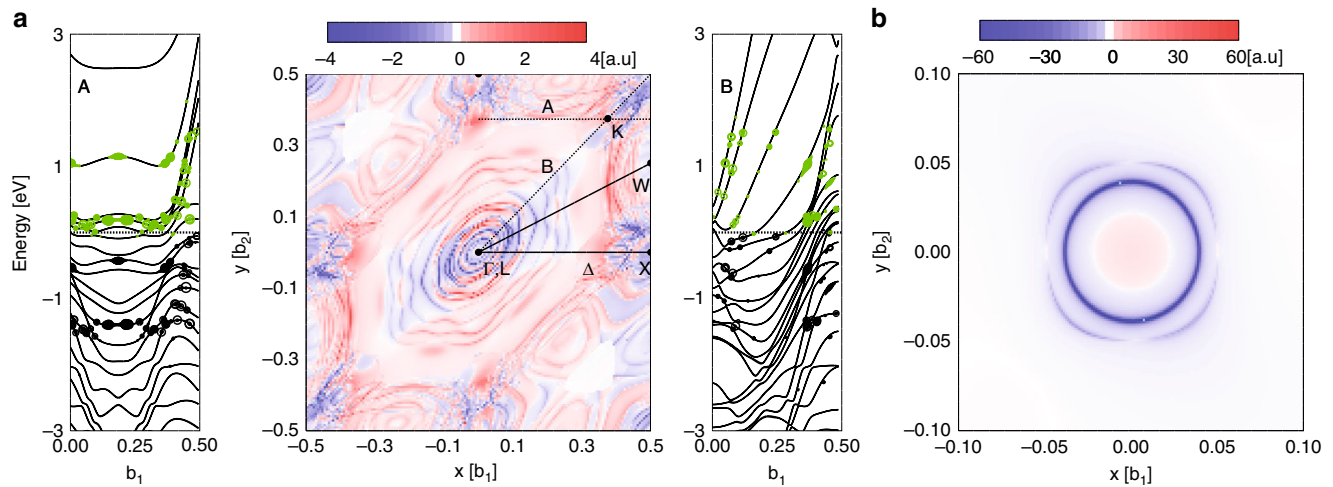 a
−4 −2 0 2 4[a.u]
A
Energy [eV]
3
1
−1
−3
0.00 0.25 0.50
b1
y [b2]
0.5
0.3
0.1
−0.1
−0.3
−0.5
A
K
B
W
Γ,L
Δ
X
−0.5 −0.3 −0.1 0.1 0.3 0.5
x [b1]
B
3
1
−1
−3
0.00 0.25 0.50
b1
b
−60 −30 0 30 60[a.u]
y [b2]
0.10
0.05
0.00
−0.05
−0.10
−0.10 −0.05 0.00 0.05 0.10
x [b1]